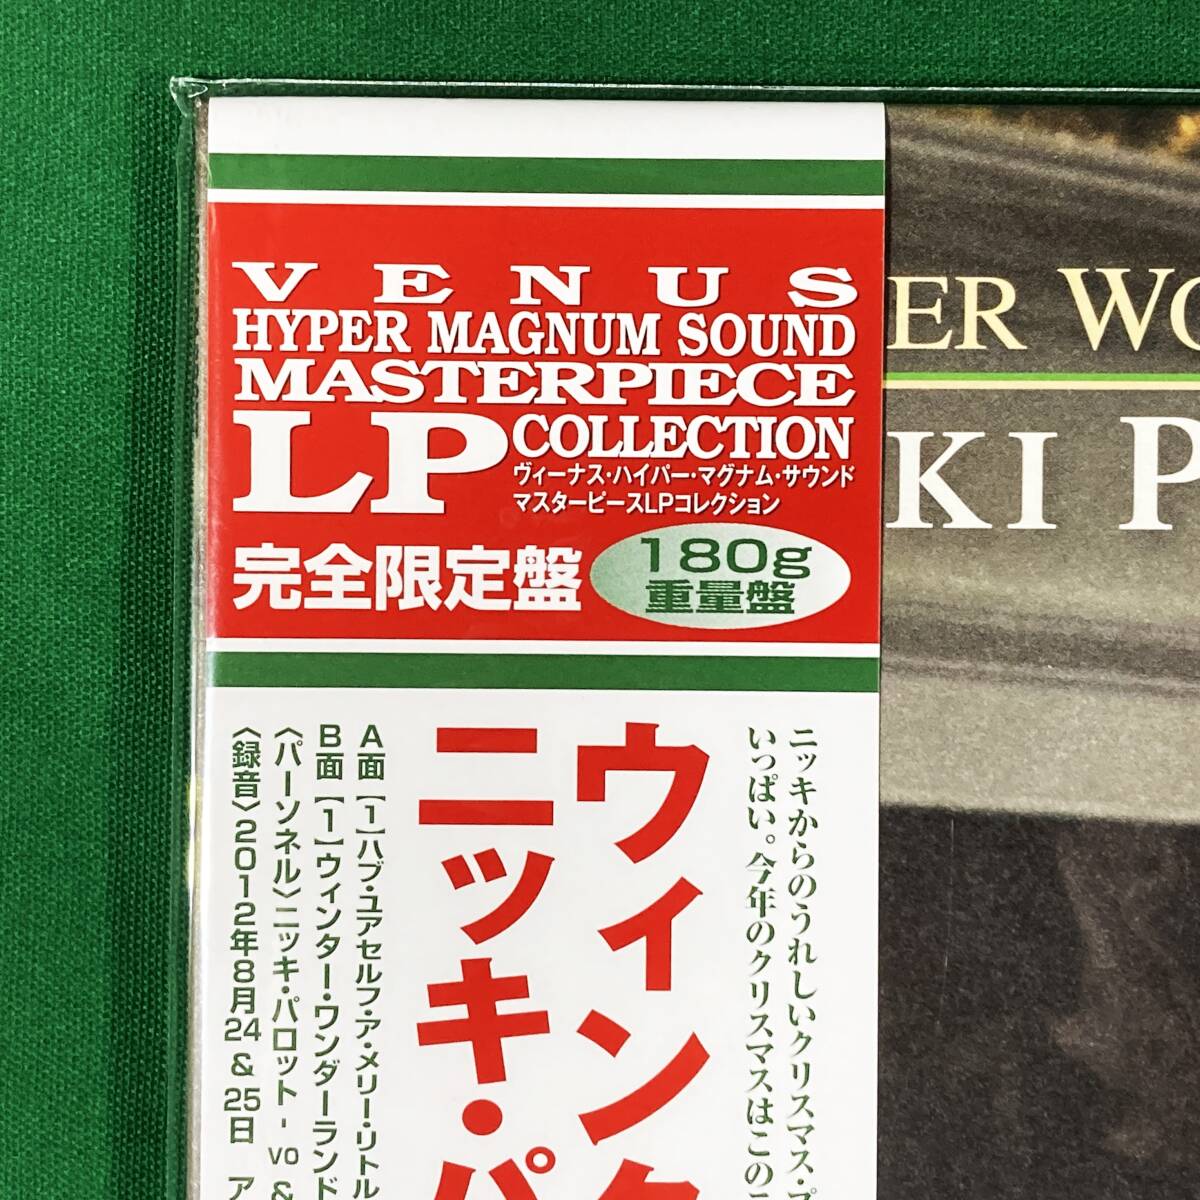 VENUS
HYPER MAGNUM SOUND
MASTERPIECE
LP COLLECTION
ヴィーナス・ハイパー・マグナム・サウンド
マスターピースLPコレクション
完全限定盤
180g
重量盤
ER WO
KI P
ニッキからのうれしいクリスマス・プ
いっぱい。今年のクリスマスはこのニ
ウィンタ
ニッキ・パ
A面【1】ハブ・ユアセルフ・ア・メリー・リトル
B面【1】ウィンター・ワンダーランド
〈パーソネル〉ニッキ・パロット - vo &
〈録音〉2012年8月24 & 25日 ア